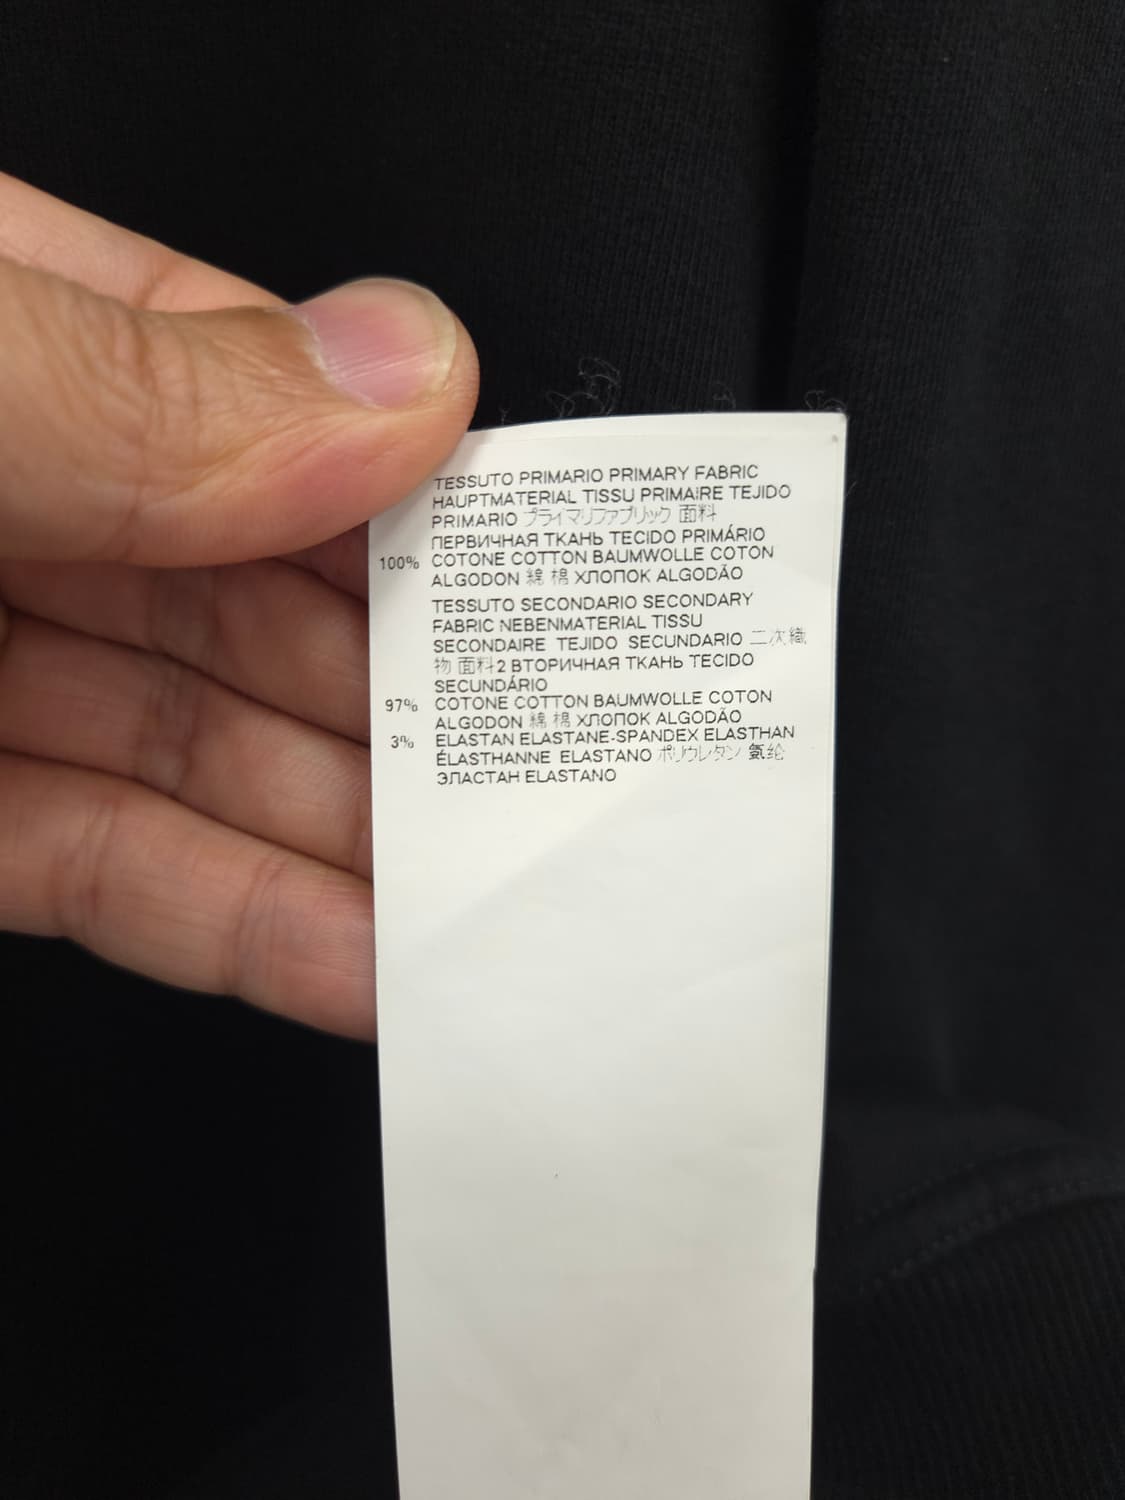 TESSUTO PRIMARIO PRIMARY FABRIC
HAUPTMATERIAL TISSU PRIMAIRE TEJIDO
PRIMARIO プライマリファブリック 面料
ПЕРВИЧНАЯ ТКАНЬ TECIDO PRIMÁRIO
100% COTONE COTTON BAUMWOLLE COTON
ALGODON 綿 棉 ХЛОПОК ALGODÃO
TESSUTO SECONDARIO SECONDARY
FABRIC NEBENMATERIAL TISSU
SECONDAIRE TEJIDO SECUNDARIO 二次織
物 面料2 ВТОРИЧНАЯ ТКАНЬ TECIDO
SECUNDÁRIO
97% COTONE COTTON BAUMWOLLE COTON
ALGODON 綿 棉 ХЛОПОК ALGODÃO
3% ELASTAN ELASTANE-SPANDEX ELASTHAN
ÉLASTHANNE ELASTANO ポリウレタン 氨纶
ЭЛАСТАН ELASTANO